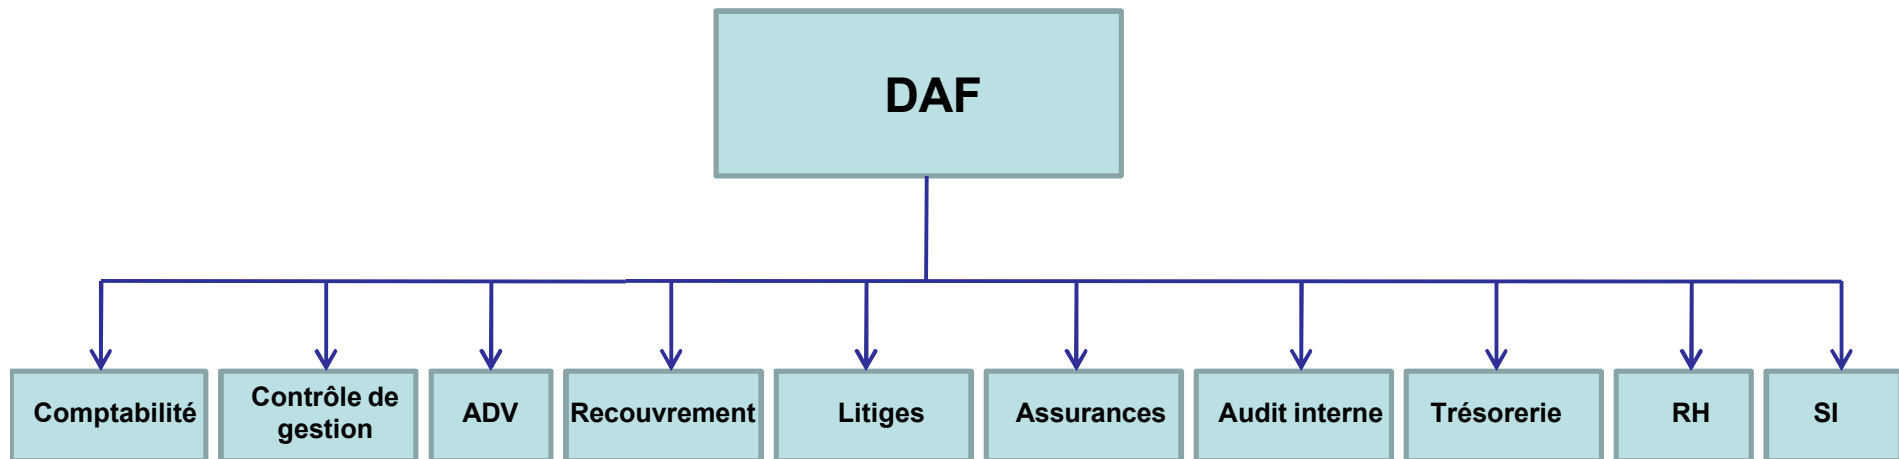 DAF
Comptabilité
Contrôle de
gestion
ADV
Recouvrement
Litiges
Assurances
Audit interne
Trésorerie
RH
SI